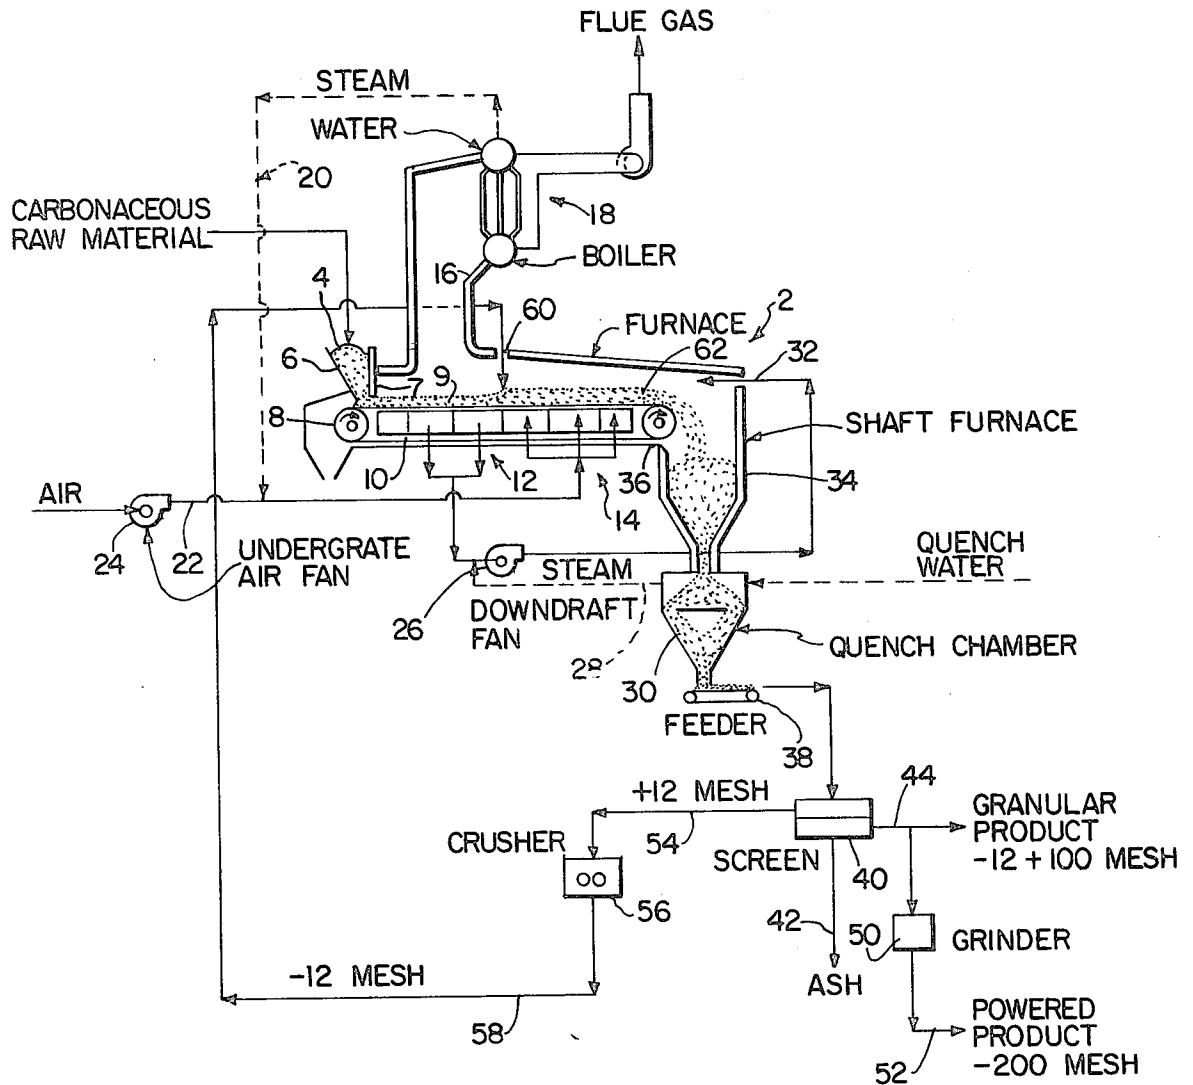 FLUE GAS
STEAM
WATER
20
CARBONACEOUS
RAW MATERIAL
18
BOILER
16
4
60
2
FURNACE
62
32
6
7
9
8
SHAFT FURNACE
10
12
36
34
14
AIR
24
22
UNDERGRATE
AIR FAN
QUENCH
WATER
STEAM
26
DOWNDRAFT
FAN
28
30
QUENCH CHAMBER
FEEDER
38
+12 MESH
54
44
GRANULAR
PRODUCT
-12 + 100 MESH
CRUSHER
SCREEN
40
56
42
50
GRINDER
ASH
-12 MESH
58
POWERED
PRODUCT
-200 MESH
52